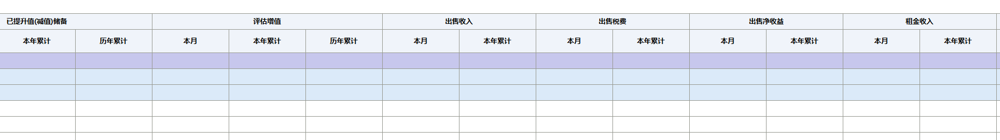 已提升值(减值)储备 评估增值 出售收入 出售税费 出售净收益 租金收入
本年累计 历年累计 本月 本年累计 历年累计 本月 本年累计 本月 本年累计 本月 本年累计 本月 本年累计